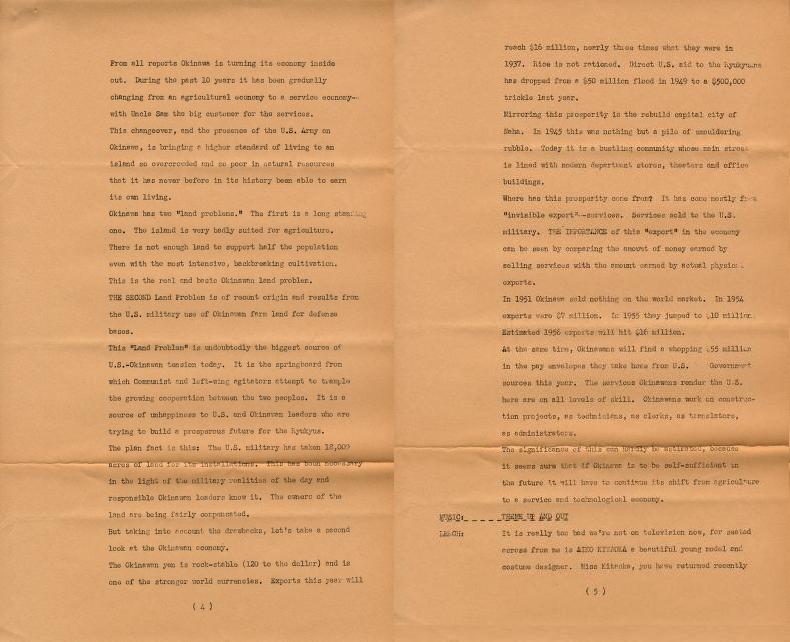 From all reports Okinawa is turning its economy inside
out. During the past 10 years it has been gradually
changing from an agricultural economy to a service economy--
with Uncle Sam the big customer for the services.
This changeover, and the presence of the U.S. Army on
Okinawa, is bringing a higher standard of living to an
island so overcrowded and so poor in natural resources
that it has never before in its history been able to earn
its own living.
Okinawa has two "land problems." The first is a long standing
one. The island is very badly suited for agriculture.
There is not enough land to support half the population
even with the most intensive, backbreaking cultivation.
This is the real and basic Okinawan land problem.
THE SECOND Land Problem is of recent origin and results from
the U.S. military use of Okinawa farm land for defense
bases.
This "Land Problem" is undoubtedly the biggest source of
U.S.-Okinawan tension today. It is the springboard from
which Communist and left-wing agitators attempt to trample
the growing cooperation between the two peoples. It is a
source of unhappiness to U.S. and Okinawan leaders who are
trying to build a prosperous future for the Ryukyus.
The plan fact is this: The U.S. military has taken 18,000
acres of land for its installations. This has been necessary
in the light of the military realities of the day and
responsible Okinawan leaders know it. The owners of the
land are being fairly compensated.
But taking into account the drawbacks, let's take a second
look at the Okinawan economy.
The Okinawan yen is rock-stable (120 to the dollar) and is
one of the stronger world currencies. Exports this year will
( 4 )
reach $16 million, nearly three times what they were in
1937. Rice is not rationed. Direct U.S. aid to the Ryukyuans
has dropped from a $50 million flood in 1949 to a $500,000
trickle last year.
Mirroring this prosperity is the rebuild capital city of
Naha. In 1945 this was nothing but a pile of smouldering
rubble. Today it is a bustling community whose main street
is lined with modern department stores, theaters and office
buildings.
Where has this prosperity come from? It has come mostly from
"invisible export"--services. Services sold to the U.S.
military. THE IMPORTANCE of this "export" in the economy
can be seen by comparing the amount of money earned by
selling services with the amount earned by actual physical
exports.
In 1951 Okinawa sold nothing on the world market. In 1954
exports were $7 million. In 1955 they jumped to $10 million.
Estimated 1956 exports will hit $16 million.
At the same time, Okinawans will find a whopping $55 million
in the pay envelopes they take home from U.S. Government
sources this year. The services Okinawans render the U.S.
here are on all levels of skill. Okinawans work on construc-
tion projects, as technicians, as clerks, as translators,
as administrators.
The significance of this can hardly be estimated, because
it seems sure that if Okinawa is to be self-sufficient in
the future it will have to continue its shift from agriculture
to a service and technological economy.
MUSIC: THEME UP AND OUT
LEACH: It is really too bad we're not on television now, for seated
across from me is AIKO KITAOKA a beautiful young model and
costume designer. Miss Kitaoka, you have returned recently
( 5 )